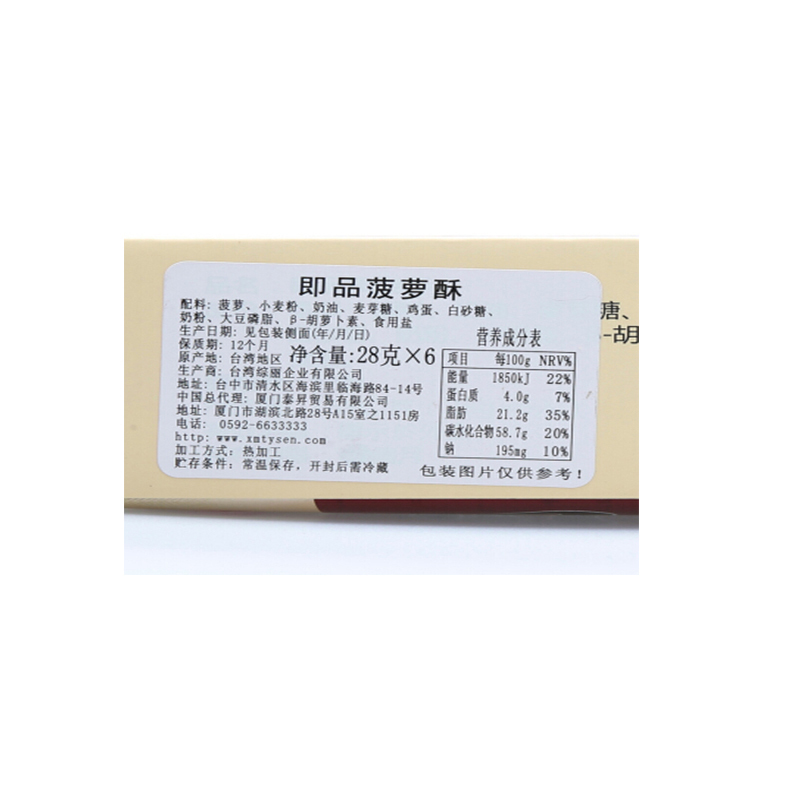 即品菠萝酥
配料: 菠萝、小麦粉、奶油、麦芽糖、鸡蛋、白砂糖、
奶粉、大豆磷脂、β-胡萝卜素、食用盐
生产日期: 见包装侧面(年/月/日)
保质期: 12个月
原产地: 台湾地区 净含量:28克×6
生产商: 台湾综丽企业有限公司
地址: 台中市清水区海滨里临海路84-14号
中国总代理: 厦门泰昇贸易有限公司
地址: 厦门市湖滨北路28号A15室之1151房
电话: 0592-6633333
http: www.xmtysen.com
加工方式: 热加工
贮存条件: 常温保存, 开封后需冷藏
营养成分表
项目 每100g NRV%
能量 1850kJ 22%
蛋白质 4.0g 7%
脂肪 21.2g 35%
碳水化合物 58.7g 20%
钠 195mg 10%
包装图片仅供参考!
糖、
-胡